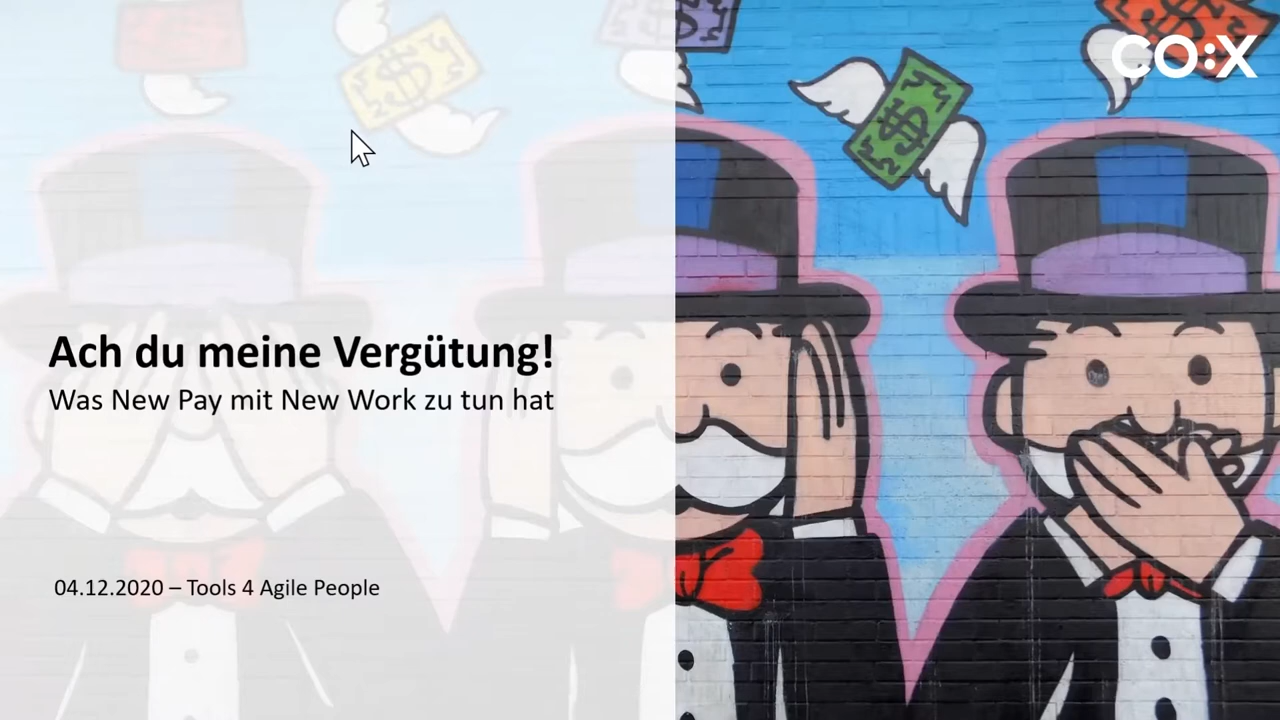 CO:X
Ach du meine Vergütung!
Was New Pay mit New Work zu tun hat
04.12.2020 – Tools 4 Agile People